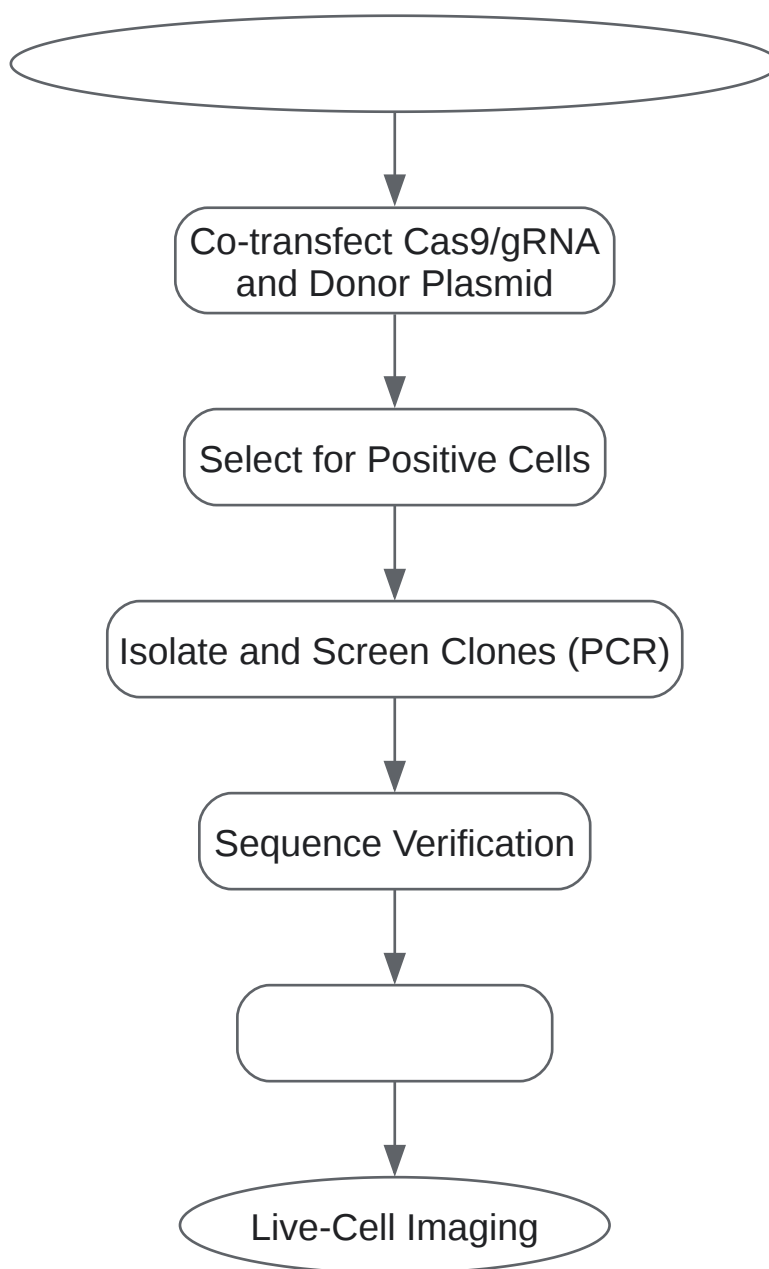 Co-transfect Cas9/gRNA
and Donor Plasmid
Select for Positive Cells
Isolate and Screen Clones (PCR)
Sequence Verification
Live-Cell Imaging